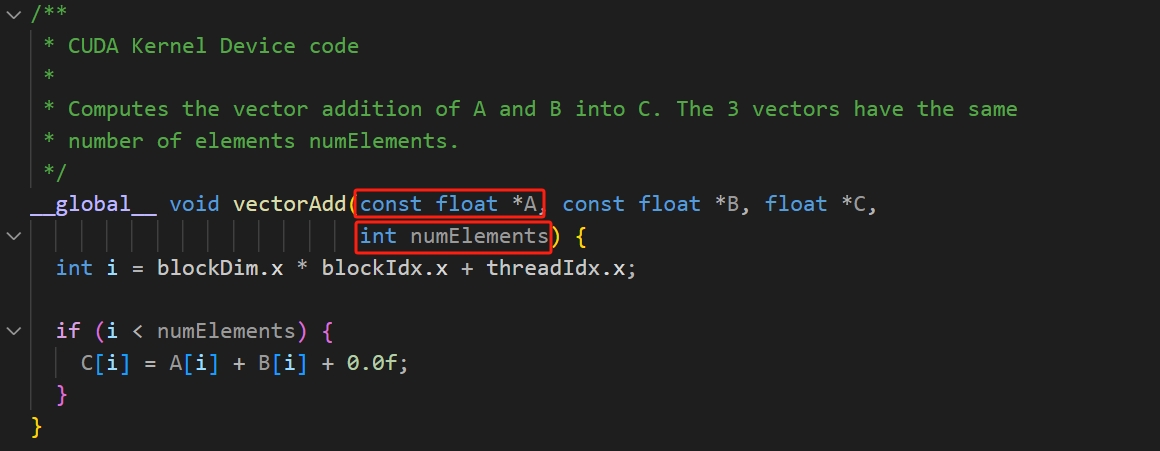 /**
 * CUDA Kernel Device code
 *
 * Computes the vector addition of A and B into C. The 3 vectors have the same
 * number of elements numElements.
 */
__global__ void vectorAdd(const float *A, const float *B, float *C,
                          int numElements) {
  int i = blockDim.x * blockIdx.x + threadIdx.x;

  if (i < numElements) {
    C[i] = A[i] + B[i] + 0.0f;
  }
}